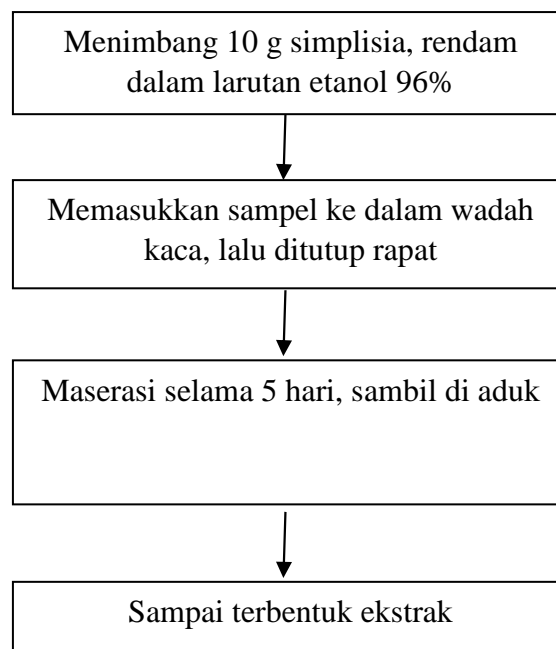 Menimbang 10 g simplisia, rendam
dalam larutan etanol 96%
Memasukkan sampel ke dalam wadah
kaca, lalu ditutup rapat
Maserasi selama 5 hari, sambil di aduk
Sampai terbentuk ekstrak